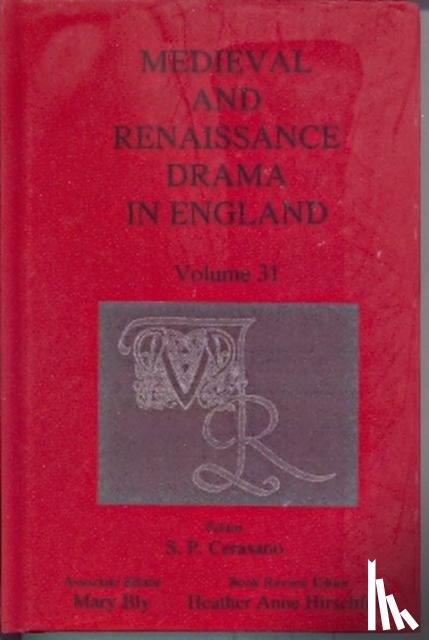 MEDIEVAL
AND
RENAISSANCE
DRAMA
IN ENGLAND
Volume 31
Editor
S. P. Cerasano
Associate Editor Book Review Editor
Mary Bly Heather Anne